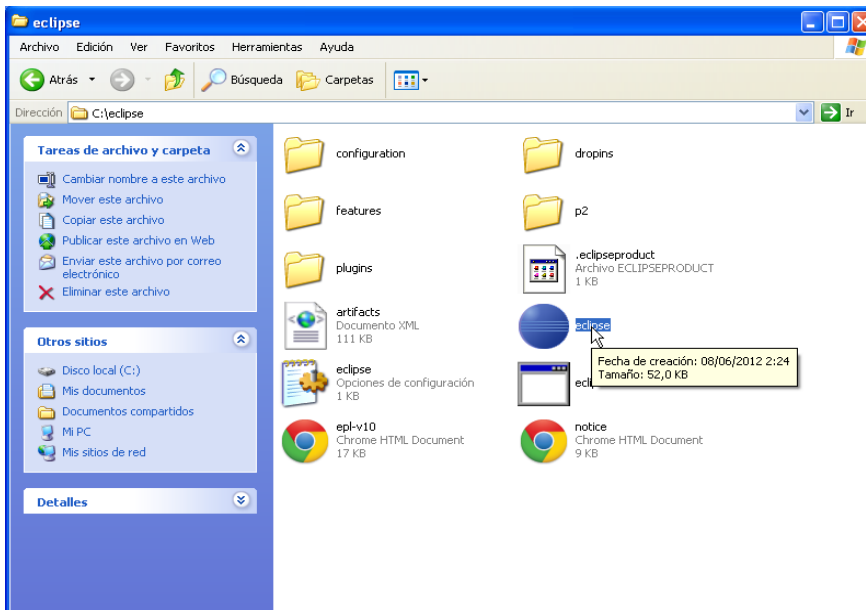 eclipse
Archivo Edición Ver Favoritos Herramientas Ayuda
Atrás Búsqueda Carpetas
Dirección C:\eclipse Ir
Tareas de archivo y carpeta
Cambiar nombre a este archivo
Mover este archivo
Copiar este archivo
Publicar este archivo en Web
Enviar este archivo por correo
electrónico
Eliminar este archivo
Otros sitios
Disco local (C:)
Mis documentos
Documentos compartidos
Mi PC
Mis sitios de red
Detalles
configuration
dropins
features
p2
plugins
.eclipseproduct
Archivo ECLIPSEPRODUCT
1 KB
artifacts
Documento XML
111 KB
eclipse
Fecha de creación: 08/06/2012 2:24
Tamaño: 52,0 KB
eclipse
Opciones de configuración
1 KB
epl-v10
Chrome HTML Document
17 KB
notice
Chrome HTML Document
9 KB